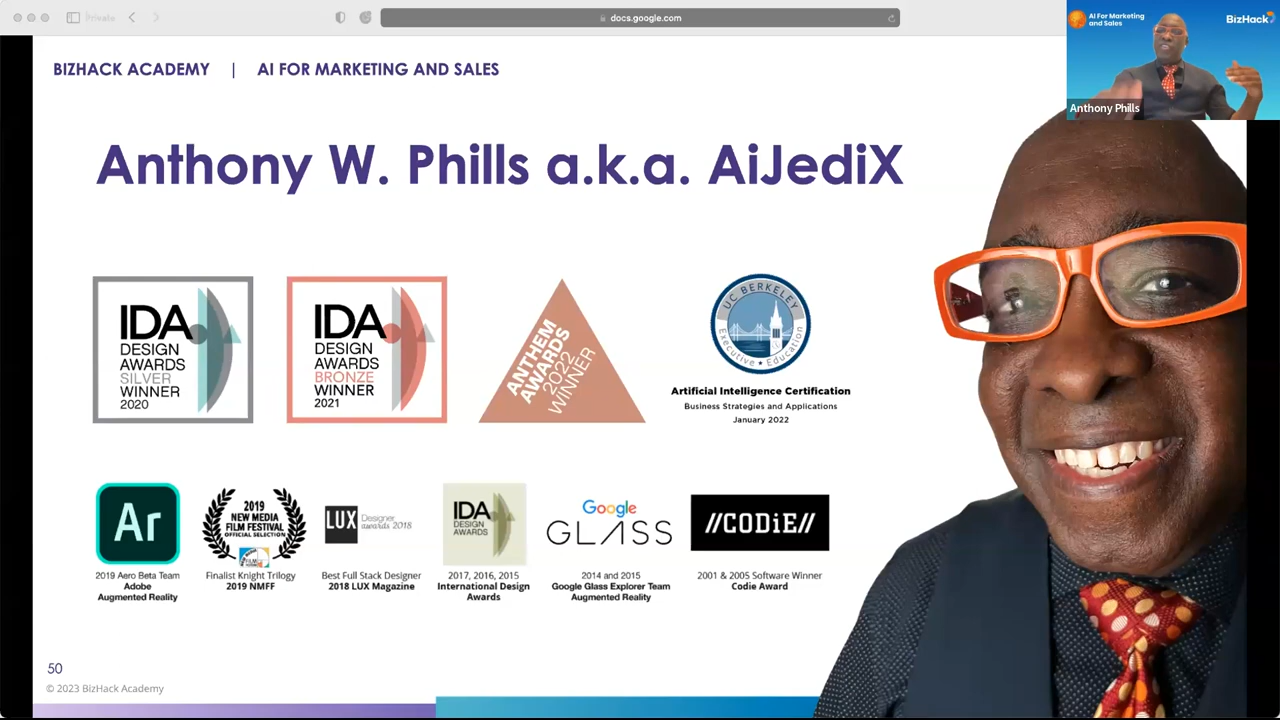 Private
docs.google.com
AI For Marketing
and Sales
BizHack
Anthony Phills
BIZHACK ACADEMY | AI FOR MARKETING AND SALES
Anthony W. Phills a.k.a. AiJediX
IDA
DESIGN
AWARDS
SILVER
WINNER
2020
IDA
DESIGN
AWARDS
BRONZE
WINNER
2021
ANTHEM
AWARDS
2022
WINNER
UC BERKELEY
Executive • Education
Artificial Intelligence Certification
Business Strategies and Applications
January 2022
Ar
2019 Aero Beta Team
Adobe
Augmented Reality
2019
NEW MEDIA
FILM FESTIVAL
OFFICIAL SELECTION
Finalist Knight Trilogy
2019 NMFF
LUX Designer
awards 2018
Best Full Stack Designer
2018 LUX Magazine
IDA
DESIGN
AWARDS
2017, 2016, 2015
International Design
Awards
Google
GLASS
2014 and 2015
Google Glass Explorer Team
Augmented Reality
//CODiE//
2001 & 2005 Software Winner
Codie Award
50
© 2023 BizHack Academy